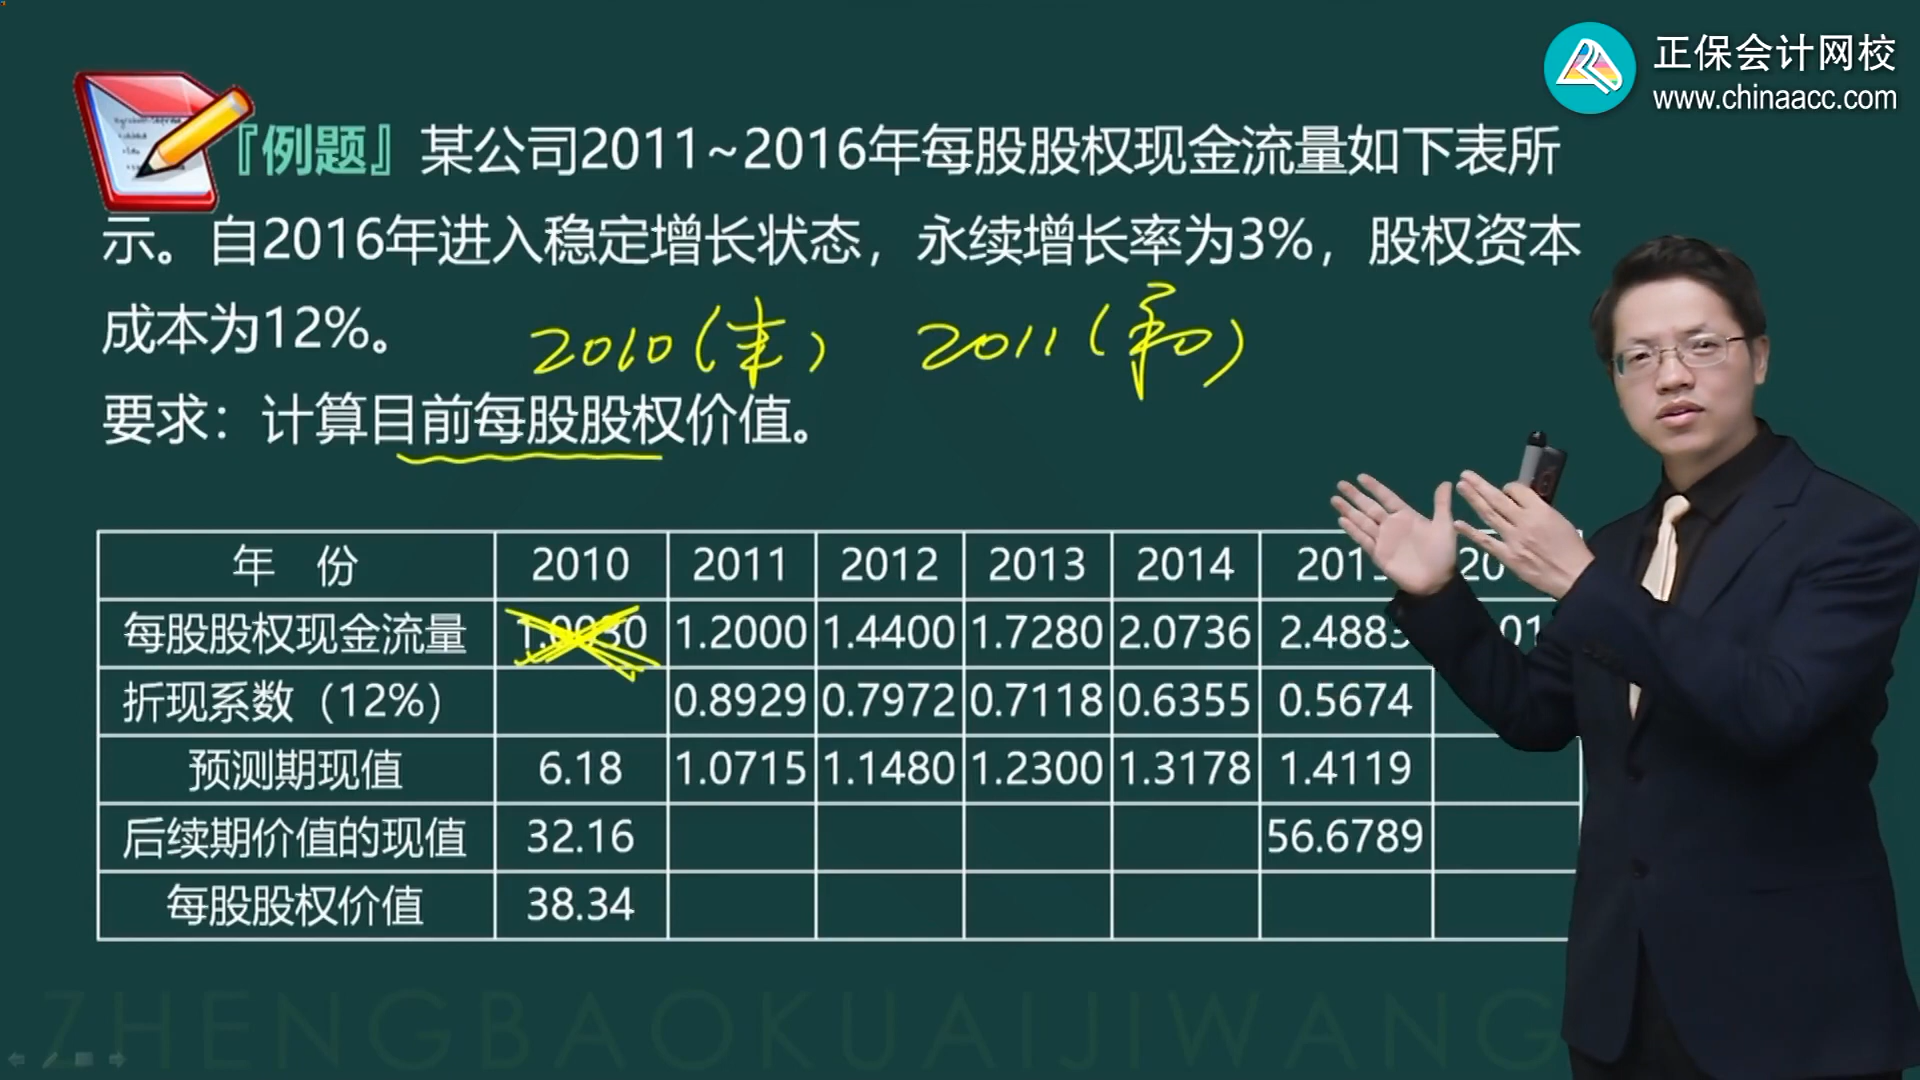 正保会计网校
www.chinaacc.com
『例题』某公司2011~2016年每股股权现金流量如下表所
示。自2016年进入稳定增长状态，永续增长率为3%，股权资本
成本为12%。
2010(末) 2011(初)
要求：计算目前每股股权价值。
年 份 2010 2011 2012 2013 2014 201
每股股权现金流量 1.2000 1.4400 1.7280 2.0736 2.488
折现系数（12%） 0.8929 0.7972 0.7118 0.6355 0.5674
预测期现值 6.18 1.0715 1.1480 1.2300 1.3178 1.4119
后续期价值的现值 32.16 56.6789
每股股权价值 38.34
ZHENGBAOKUAIJIWANG